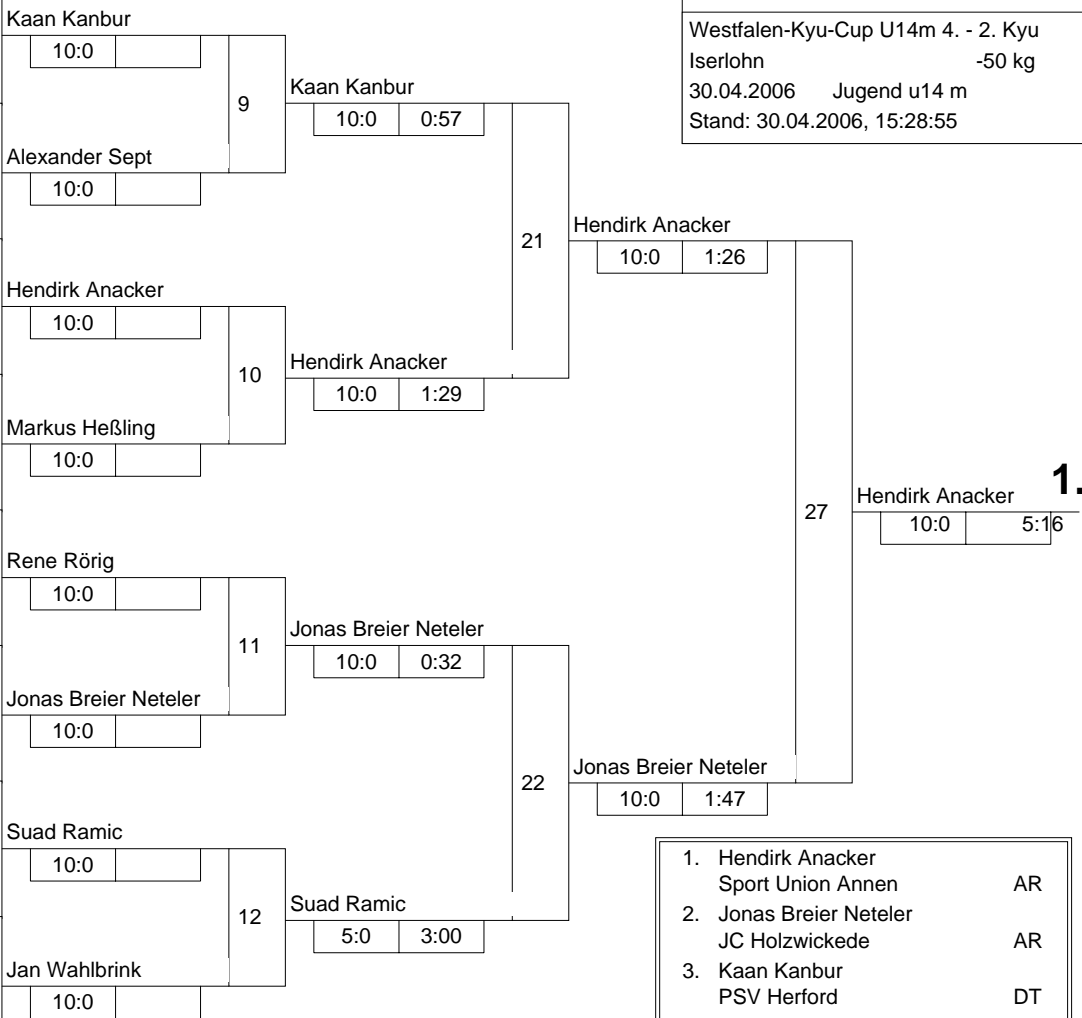 Westfalen-Kyu-Cup U14m 4. - 2. Kyu
Iserlohn -50 kg
30.04.2006 Jugend u14 m
Stand: 30.04.2006, 15:28:55
Kaan Kanbur
10:0
9
Alexander Sept
10:0
Hendirk Anacker
10:0
10
Markus Heßling
10:0
Rene Rörig
10:0
11
Jonas Breier Neteler
10:0
Suad Ramic
10:0
12
Jan Wahlbrink
10:0
Kaan Kanbur
10:0 0:57
21
Hendirk Anacker
10:0 1:29
Jonas Breier Neteler
10:0 0:32
22
Suad Ramic
5:0 3:00
Hendirk Anacker
10:0 1:26
27
Jonas Breier Neteler
10:0 1:47
Hendirk Anacker 1.
10:0 5:16
1. Hendirk Anacker
Sport Union Annen AR
2. Jonas Breier Neteler
JC Holzwickede AR
3. Kaan Kanbur
PSV Herford DT